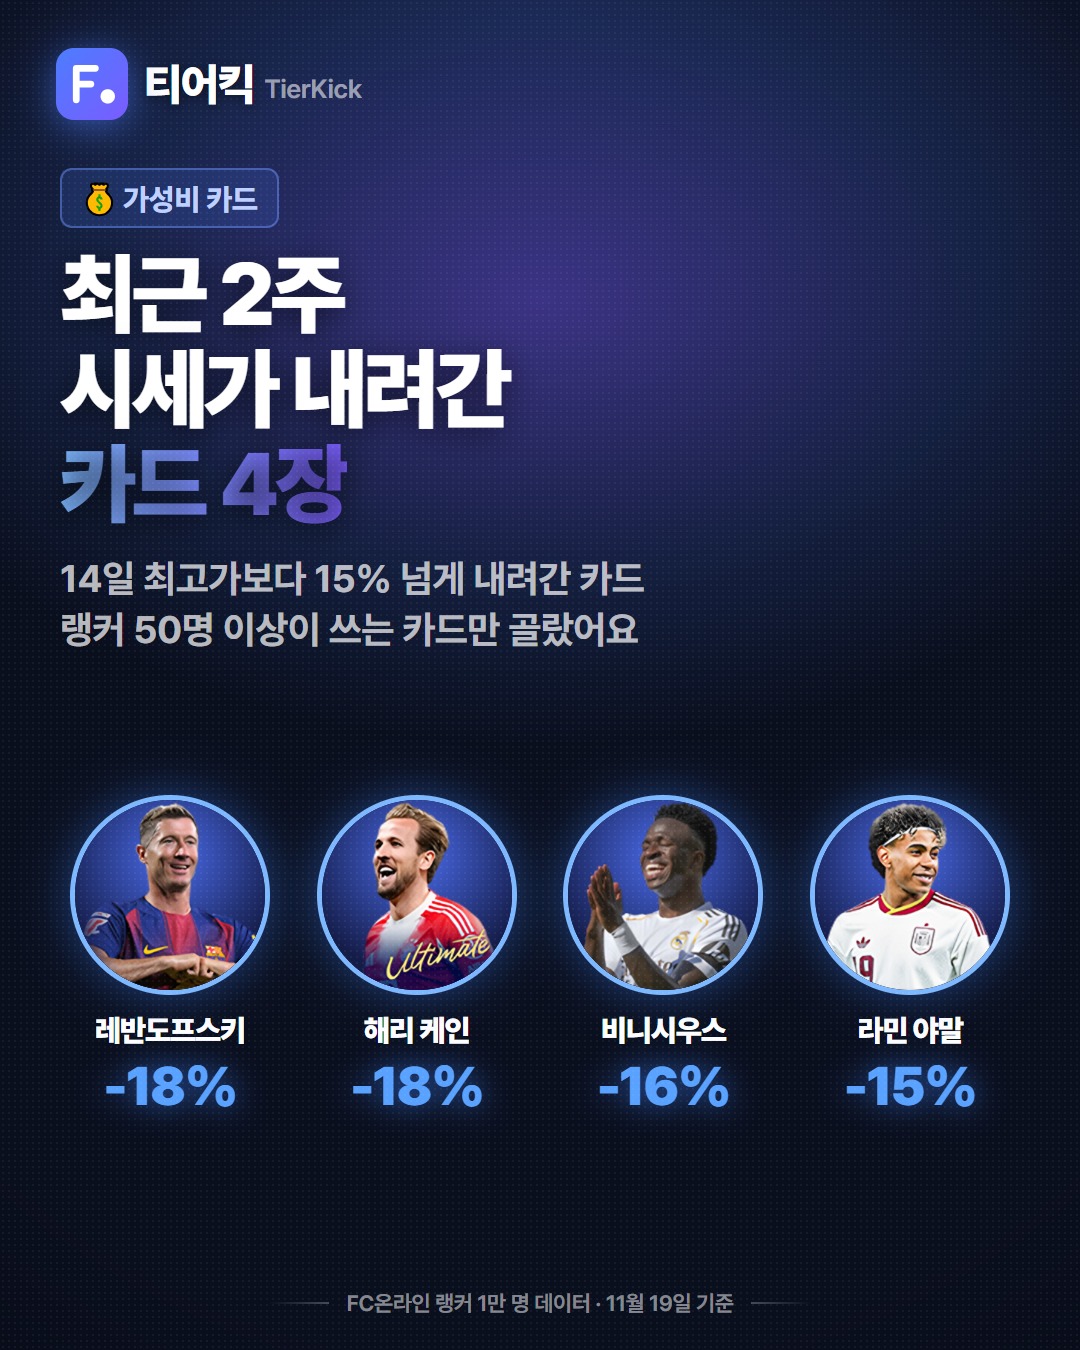 F.
티어킥 TierKick
가성비 카드
최근 2주
시세가 내려간
카드 4장
14일 최고가보다 15% 넘게 내려간 카드
랭커 50명 이상이 쓰는 카드만 골랐어요
Ultimate
19
레반도프스키
해리 케인
비니시우스
라민 야말
-18%
-18%
-16%
-15%
FC온라인 랭커 1만 명 데이터 · 11월 19일 기준